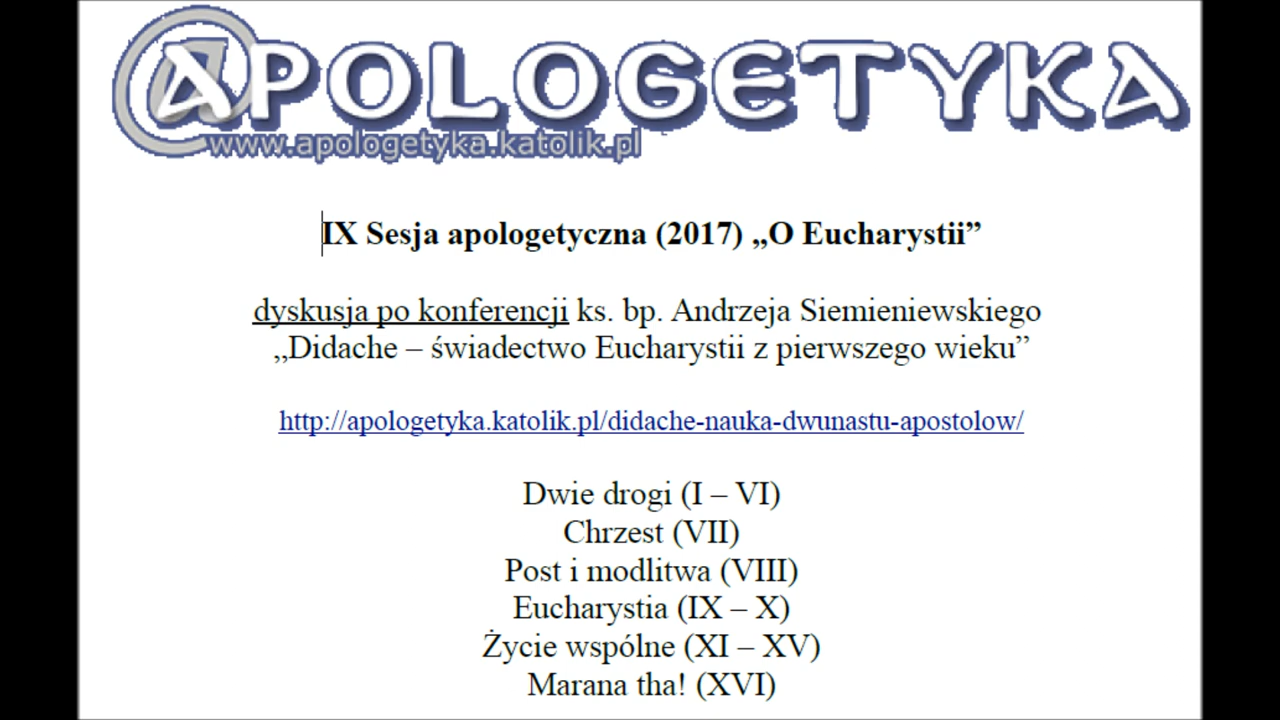 @POLOGETYKA
www.apologetyka.katolik.pl
IX Sesja apologetyczna (2017) „O Eucharystii”
dyskusja po konferencji ks. bp. Andrzeja Siemieniewskiego
„Didache – świadectwo Eucharystii z pierwszego wieku”
http://apologetyka.katolik.pl/didache-nauka-dwunastu-apostolow/
Dwie drogi (I – VI)
Chrzest (VII)
Post i modlitwa (VIII)
Eucharystia (IX – X)
Życie wspólne (XI – XV)
Marana tha! (XVI)